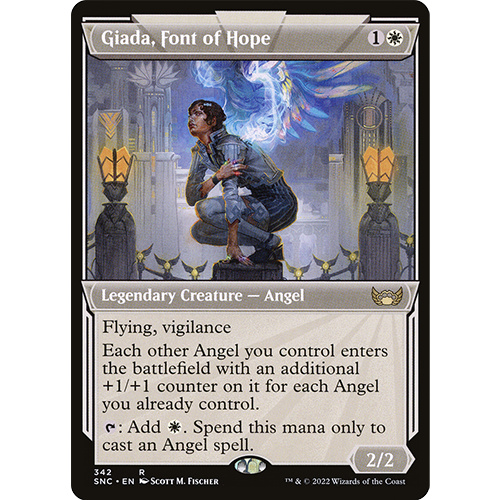 Giada, Font of Hope 1
Legendary Creature — Angel
Flying, vigilance
Each other Angel you control enters
the battlefield with an additional
+1/+1 counter on it for each Angel
you already control.
: Add . Spend this mana only to
cast an Angel spell.
2/2
342 R
SNC • EN Scott M. Fischer
™ & © 2022 Wizards of the Coast